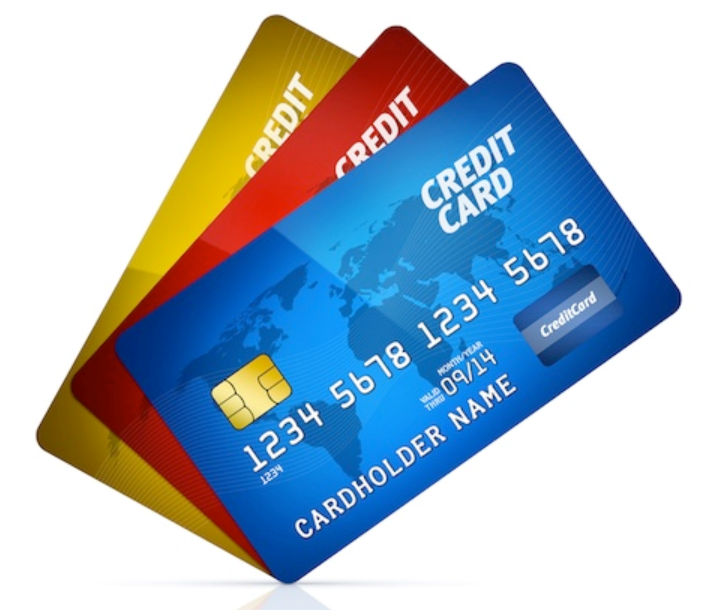 CREDIT
CREDIT
CREDIT
CARD
1234 5678 1234 5678
1234
VALID
THRU
MONTH/YEAR
09/14
CARDHOLDER NAME
CreditCard